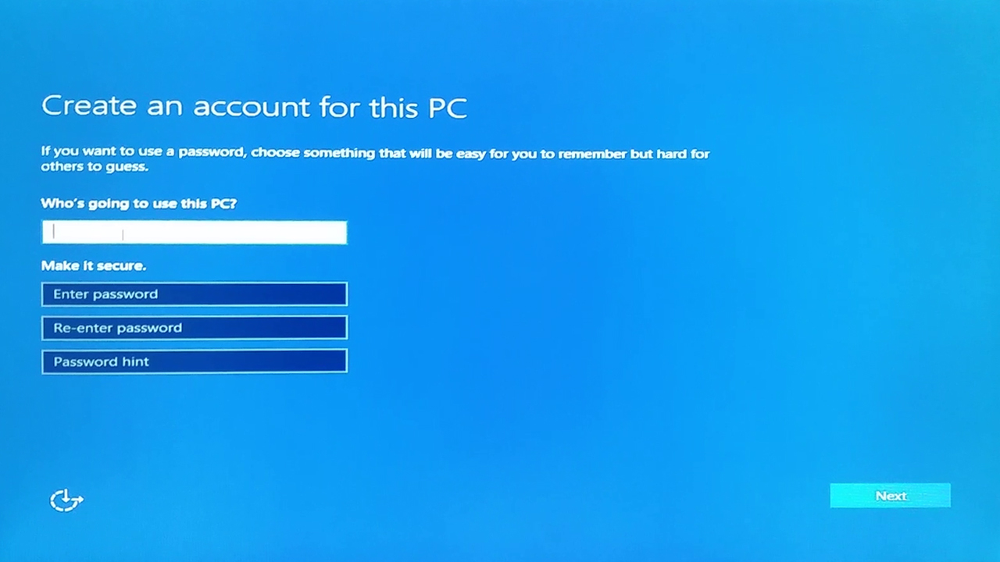 Create an account for this PC
If you want to use a password, choose something that will be easy for you to remember but hard for
others to guess.
Who's going to use this PC?
Make it secure.
Enter password
Re-enter password
Password hint
Next